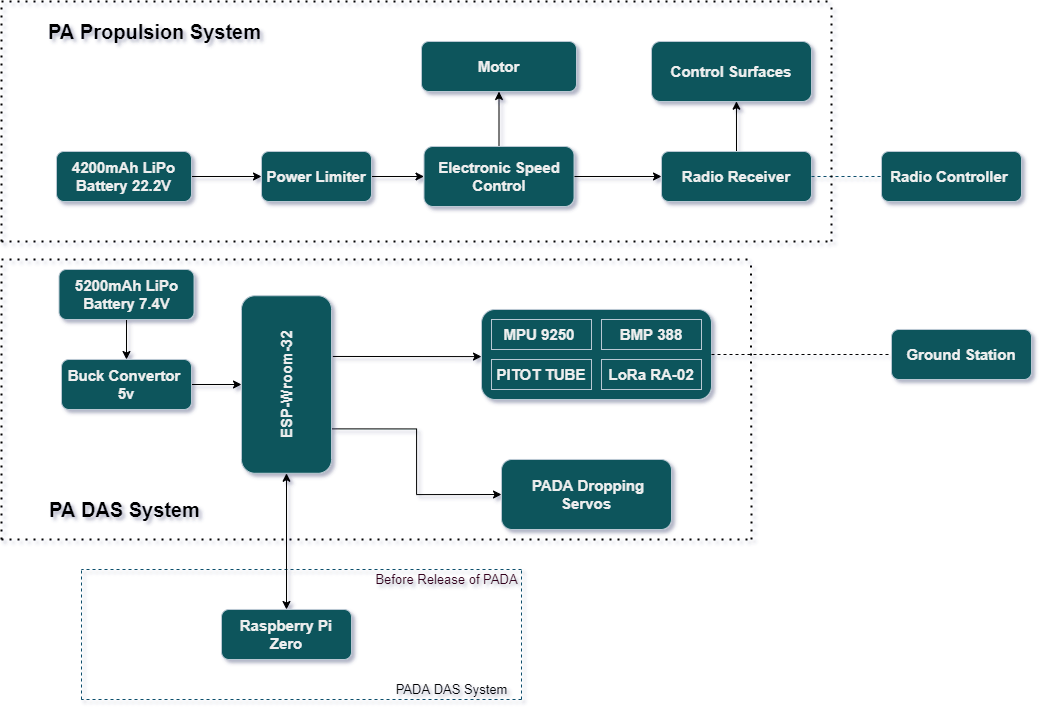 PA Propulsion System
Motor
Control Surfaces
4200mAh LiPo
Battery 22.2V
Power Limiter
Electronic Speed
Control
Radio Receiver
Radio Controller
5200mAh LiPo
Battery 7.4V
Buck Convertor
5v
ESP-Wroom-32
MPU 9250
BMP 388
PITOT TUBE
LoRa RA-02
Ground Station
PADA Dropping
Servos
PA DAS System
Before Release of PADA
Raspberry Pi
Zero
PADA DAS System